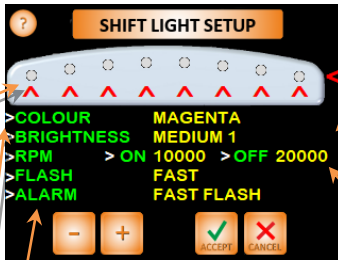 ? SHIFT LIGHT SETUP
>COLOUR MAGENTA
>BRIGHTNESS MEDIUM 1
>RPM > ON 10000 >OFF 20000
>FLASH FAST
>ALARM FAST FLASH
- + ACCEPT CANCEL